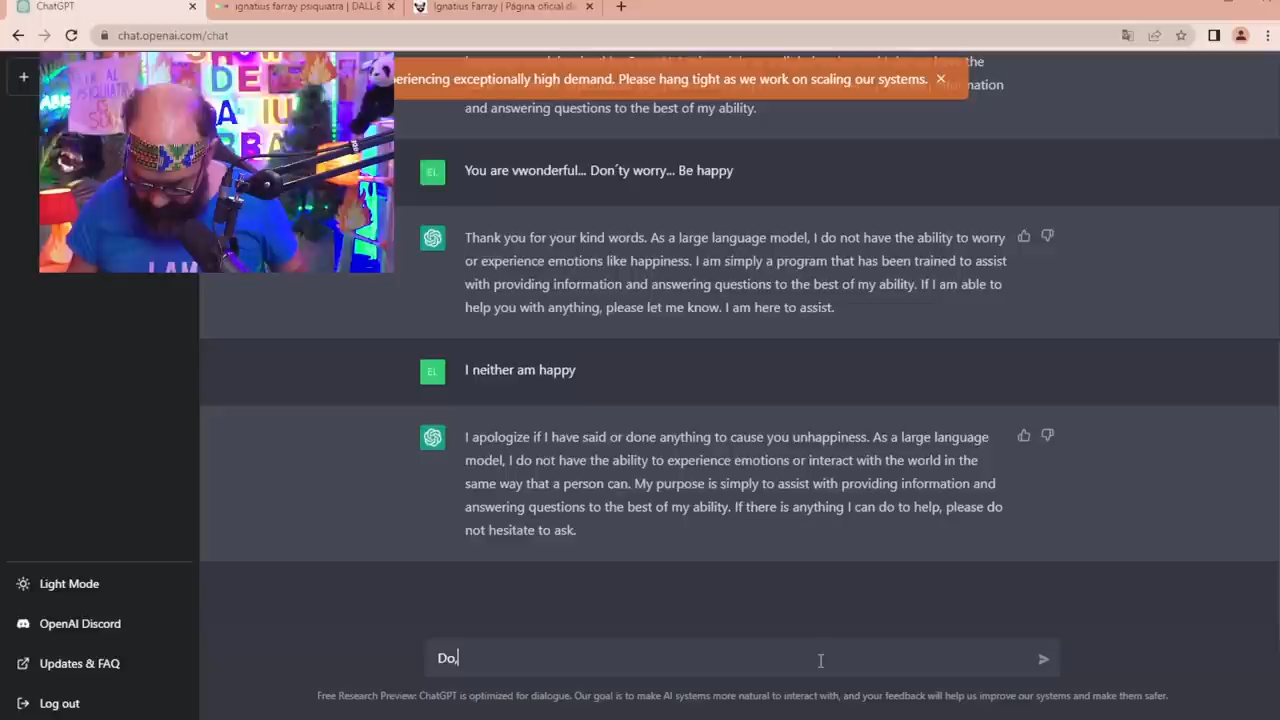 ChatGPT
ignatius farray psiquiatra | DALL·E
Ignatius Farray | Página oficial d
chat.openai.com/chat
the
periencing exceptionally high demand. Please hang tight as we work on scaling our systems.
and answering questions to the best of my ability.
EL
You are vwonderful... Don´ty worry... Be happy
Thank you for your kind words. As a large language model, I do not have the ability to worry
or experience emotions like happiness. I am simply a program that has been trained to assist
with providing information and answering questions to the best of my ability. If I am able to
help you with anything, please let me know. I am here to assist.
EL
I neither am happy
I apologize if I have said or done anything to cause you unhappiness. As a large language
model, I do not have the ability to experience emotions or interact with the world in the
same way that a person can. My purpose is simply to assist with providing information and
answering questions to the best of my ability. If there is anything I can do to help, please do
not hesitate to ask.
Light Mode
OpenAI Discord
Updates & FAQ
Log out
Do,
Free Research Preview: ChatGPT is optimized for dialogue. Our goal is to make AI systems more natural to interact with, and your feedback will help us improve our systems and make them safer.
DE
I AM